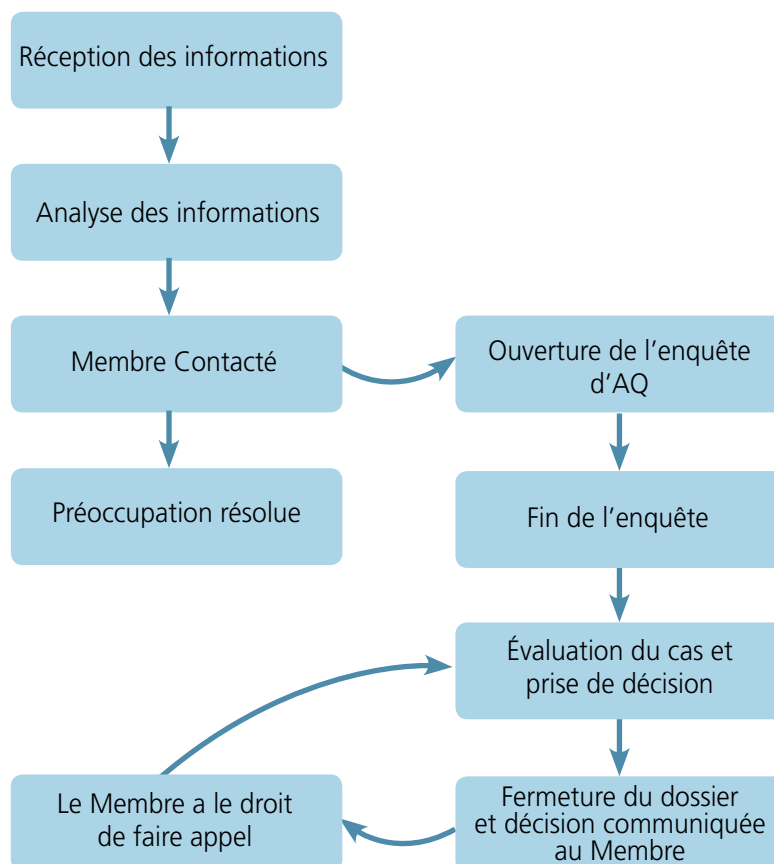 Réception des informations
Analyse des informations
Membre Contacté
Préoccupation résolue
Ouverture de l'enquête
d'AQ
Fin de l'enquête
Évaluation du cas et
prise de décision
Fermeture du dossier
et décision communiquée
au Membre
Le Membre a le droit
de faire appel